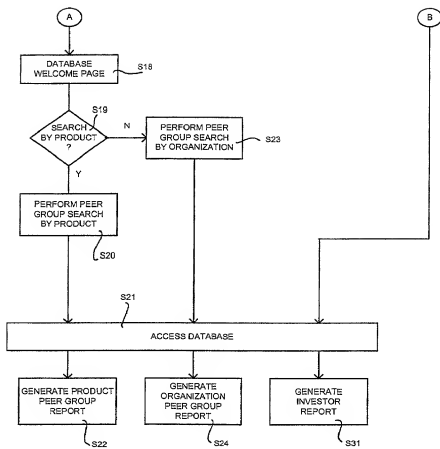 A
B
DATABASE
WELCOME PAGE
S18
S19
SEARCH
BY PRODUCT
?
N
PERFORM PEER
GROUP SEARCH
BY ORGANIZATION
S23
Y
PERFORM PEER
GROUP SEARCH
BY PRODUCT
S20
S21
ACCESS DATABASE
GENERATE PRODUCT
PEER GROUP
REPORT
S22
GENERATE
ORGANIZATION
PEER GROUP
REPORT
S24
GENERATE
INVESTOR
REPORT
S31